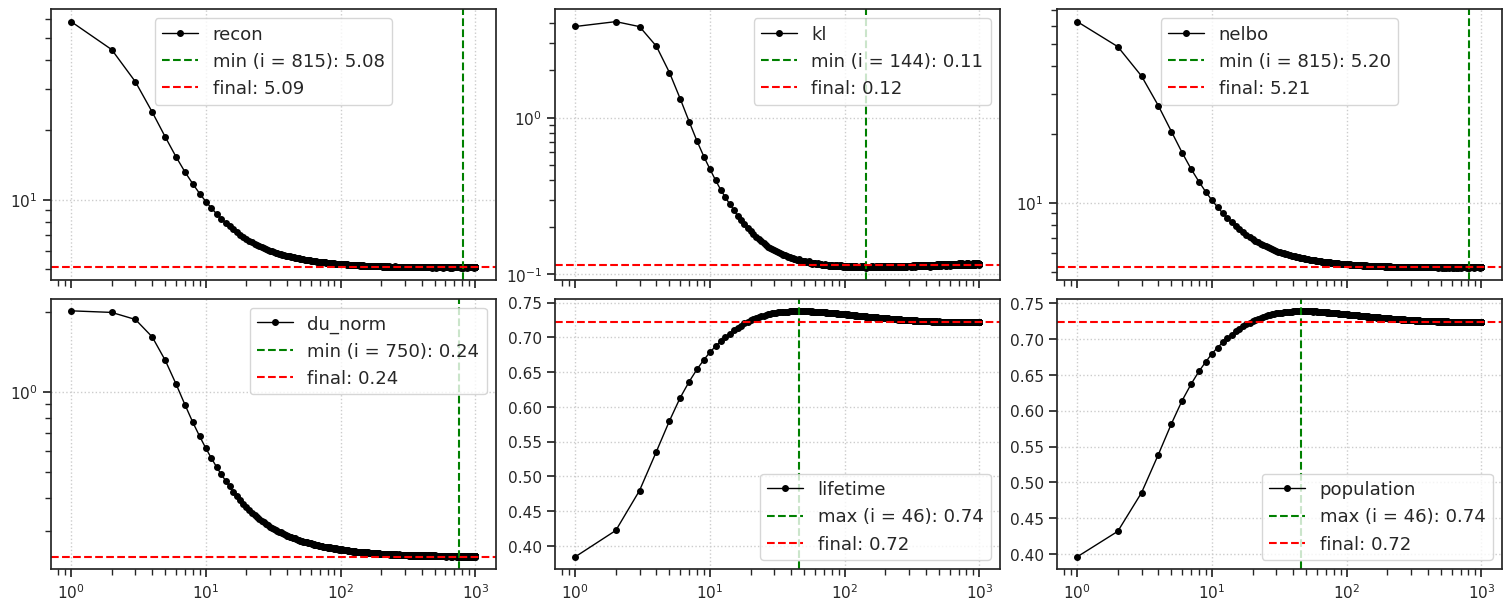 recon
min (i = 815): 5.08
final: 5.09
10¹
kl
min (i = 144): 0.11
final: 0.12
10⁰
10⁻¹
nelbo
min (i = 815): 5.20
final: 5.21
10¹
du_norm
min (i = 750): 0.24
final: 0.24
10⁰
10⁰ 10¹ 10² 10³
0.75
0.70
0.65
0.60
0.55
0.50
0.45
0.40
lifetime
max (i = 46): 0.74
final: 0.72
10⁰ 10¹ 10² 10³
0.75
0.70
0.65
0.60
0.55
0.50
0.45
0.40
population
max (i = 46): 0.74
final: 0.72
10⁰ 10¹ 10² 10³